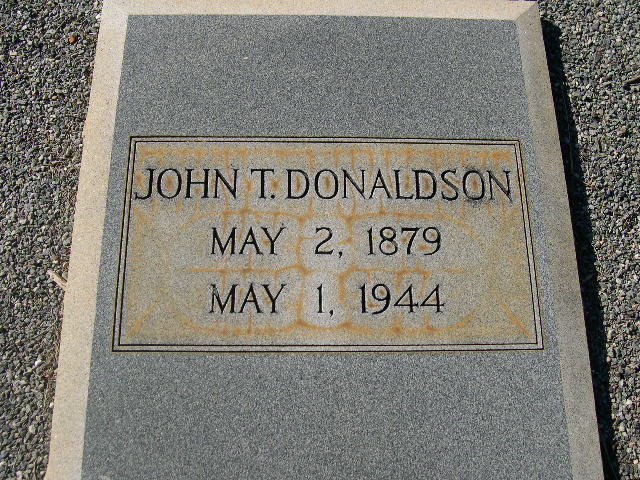 JOHN T. DONALDSON
MAY 2, 1879
MAY 1, 1944